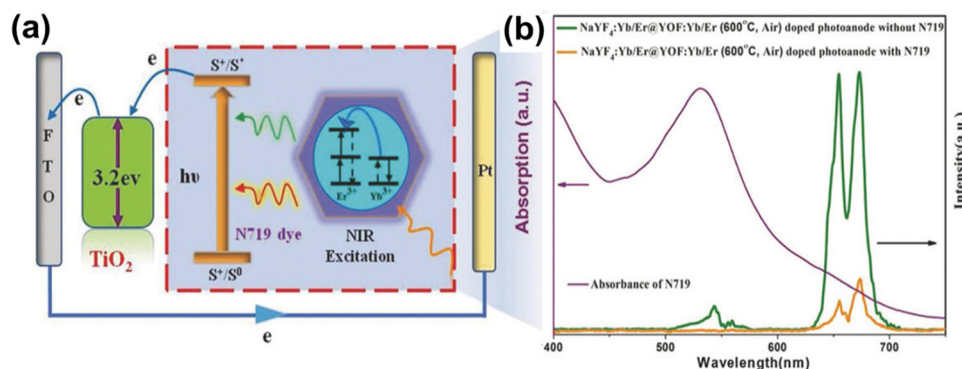 (a)
e
e
S⁺/S*
FTO
3.2ev
TiO₂
hυ
N719 dye
S⁺/S⁰
Er³⁺
Yb³⁺
NIR
Excitation
Pt
e
(b)
NaYF₄:Yb/Er@YOF:Yb/Er (600°C, Air) doped photoanode without N719
NaYF₄:Yb/Er@YOF:Yb/Er (600°C, Air) doped photoanode with N719
Absorption (a.u.)
Intensity(a.u.)
Absorbance of N719
400
500
600
700
Wavelength(nm)